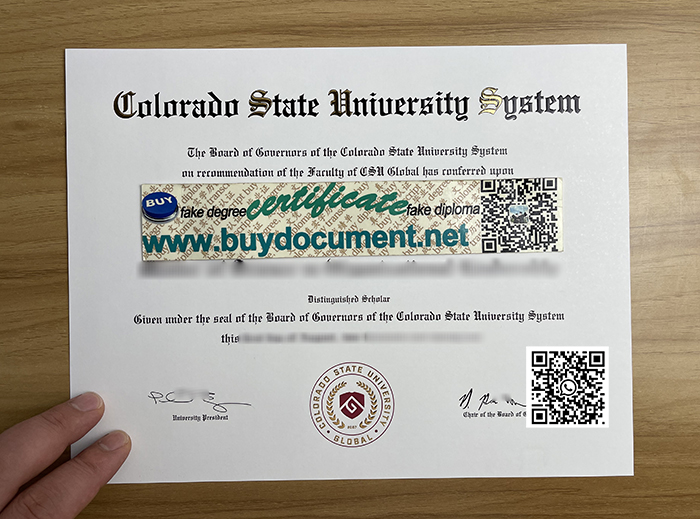 Colorado State University System
The Board of Governors of the Colorado State University System
on recommendation of the Faculty of CSU Global has conferred upon
BUY
fake degree certificate fake diploma
www.buydocument.net
Distinguished Scholar
Given under the seal of the Board of Governors of the Colorado State University System
this
University President
COLORADO STATE UNIVERSITY
GLOBAL
Chair of the Board of